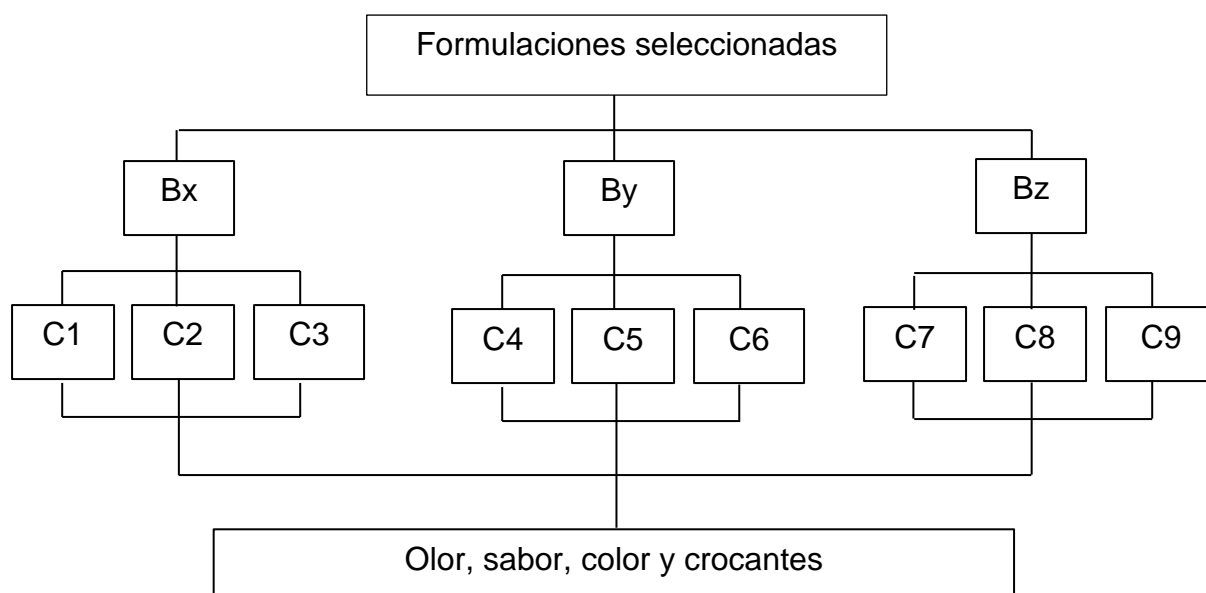 Formulaciones seleccionadas
Bx By Bz
C1 C2 C3 C4 C5 C6 C7 C8 C9
Olor, sabor, color y crocantes